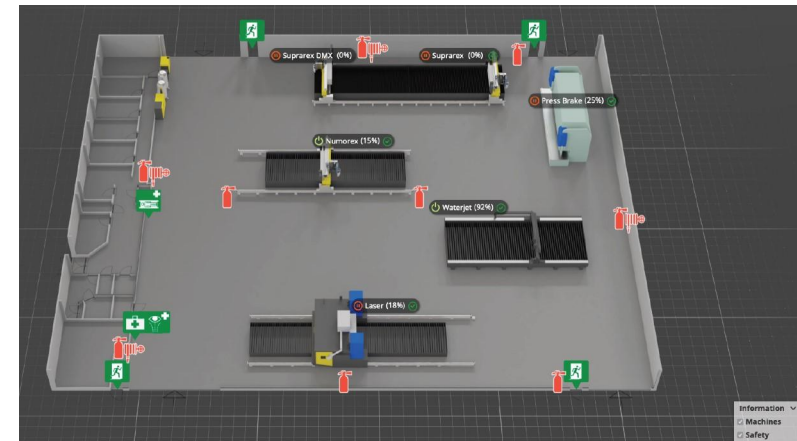 Suprarex DMX (0%)
Suprarex (0%)
Press Brake (25%)
Numorex (15%)
Waterjet (92%)
Laser (18%)
Information
Machines
Safety